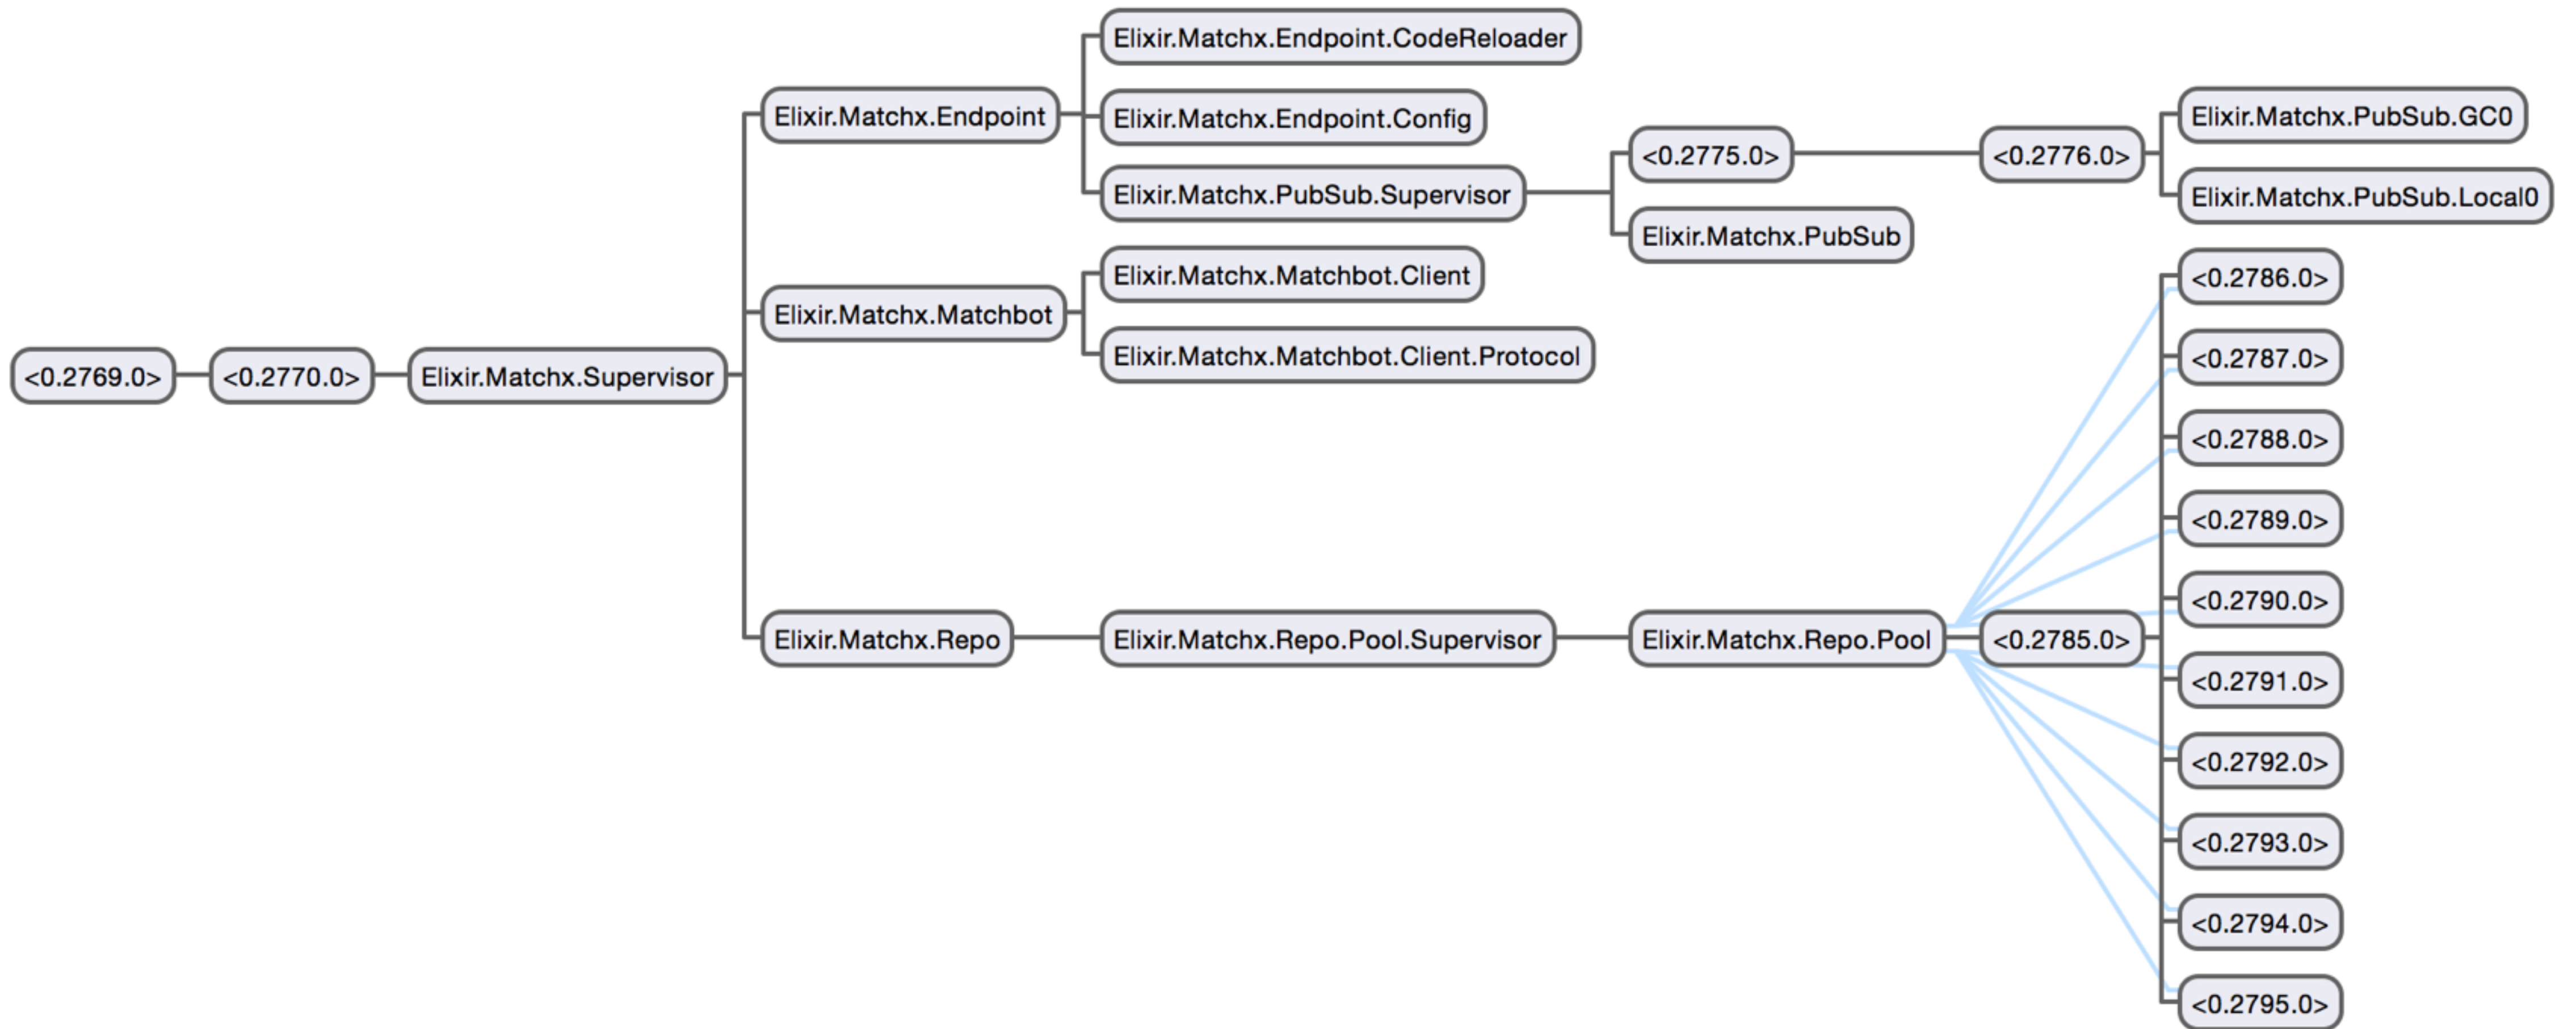 Elixir.Matchx.Endpoint.CodeReloader
Elixir.Matchx.Endpoint Elixir.Matchx.Endpoint.Config Elixir.Matchx.PubSub.GC0
<0.2775.0> <0.2776.0>
Elixir.Matchx.PubSub.Supervisor Elixir.Matchx.PubSub.Local0
Elixir.Matchx.PubSub
Elixir.Matchx.Matchbot.Client <0.2786.0>
Elixir.Matchx.Matchbot
Elixir.Matchx.Matchbot.Client.Protocol <0.2787.0>
<0.2769.0> <0.2770.0> Elixir.Matchx.Supervisor
<0.2788.0>
<0.2789.0>
<0.2790.0>
Elixir.Matchx.Repo Elixir.Matchx.Repo.Pool.Supervisor Elixir.Matchx.Repo.Pool <0.2785.0>
<0.2791.0>
<0.2792.0>
<0.2793.0>
<0.2794.0>
<0.2795.0>